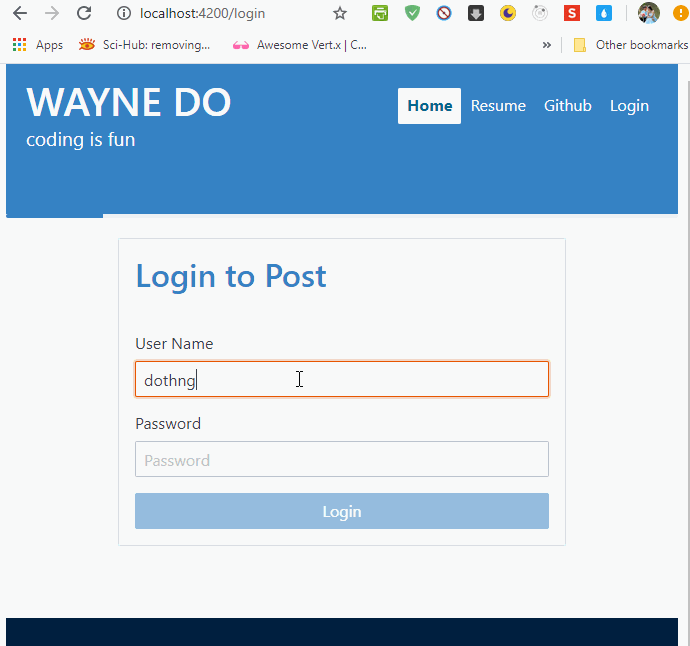 localhost:4200/login
Apps Sci-Hub: removing... Awesome Vert.x | C... » Other bookmarks
WAYNE DO
coding is fun
Home Resume Github Login
Login to Post
User Name
dothng
Password
Password
Login